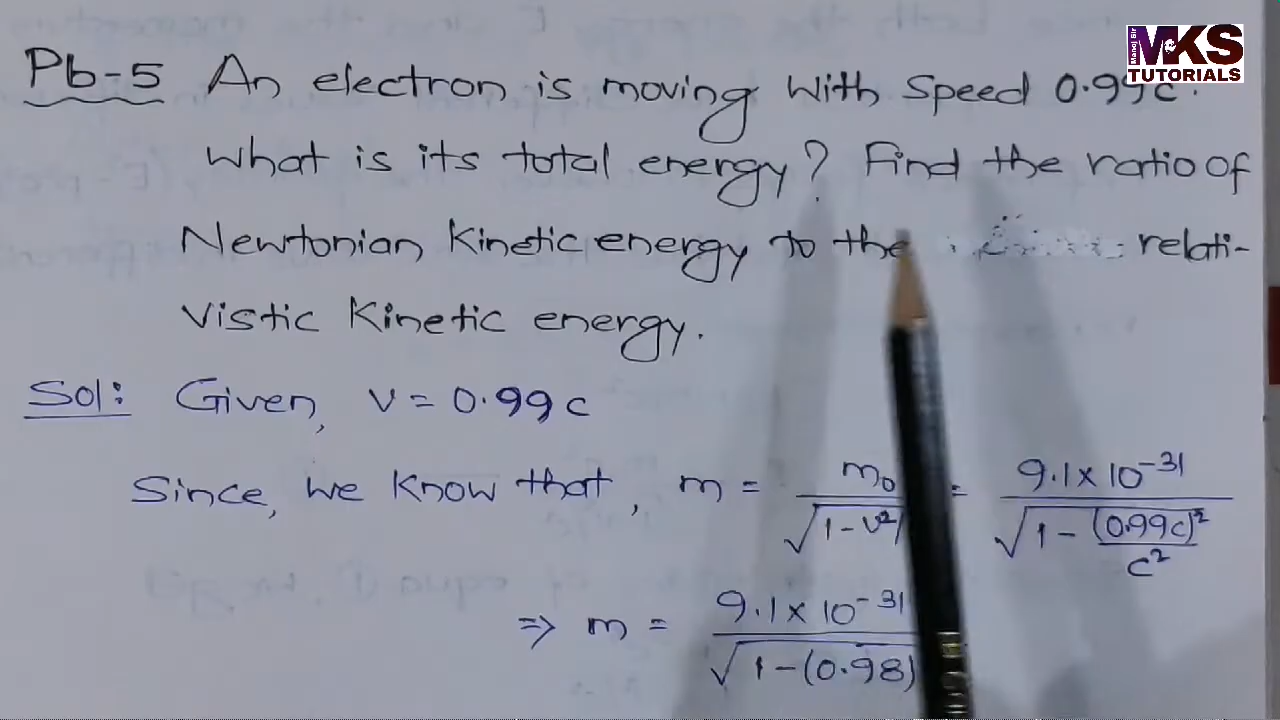 Manoj Sir
MKS
TUTORIALS
Pb-5 An electron is moving with speed 0.99c.
What is its total energy? Find the ratio of
Newtonian Kinetic energy to the relati-
vistic Kinetic energy.
Sol: Given, v = 0.99c
Since, we know that, m = m₀ / √1 - v² = 9.1×10⁻³¹ / √1 - (0.99c)²/c²
⇒ m = 9.1×10⁻³¹ / √1-(0.98)